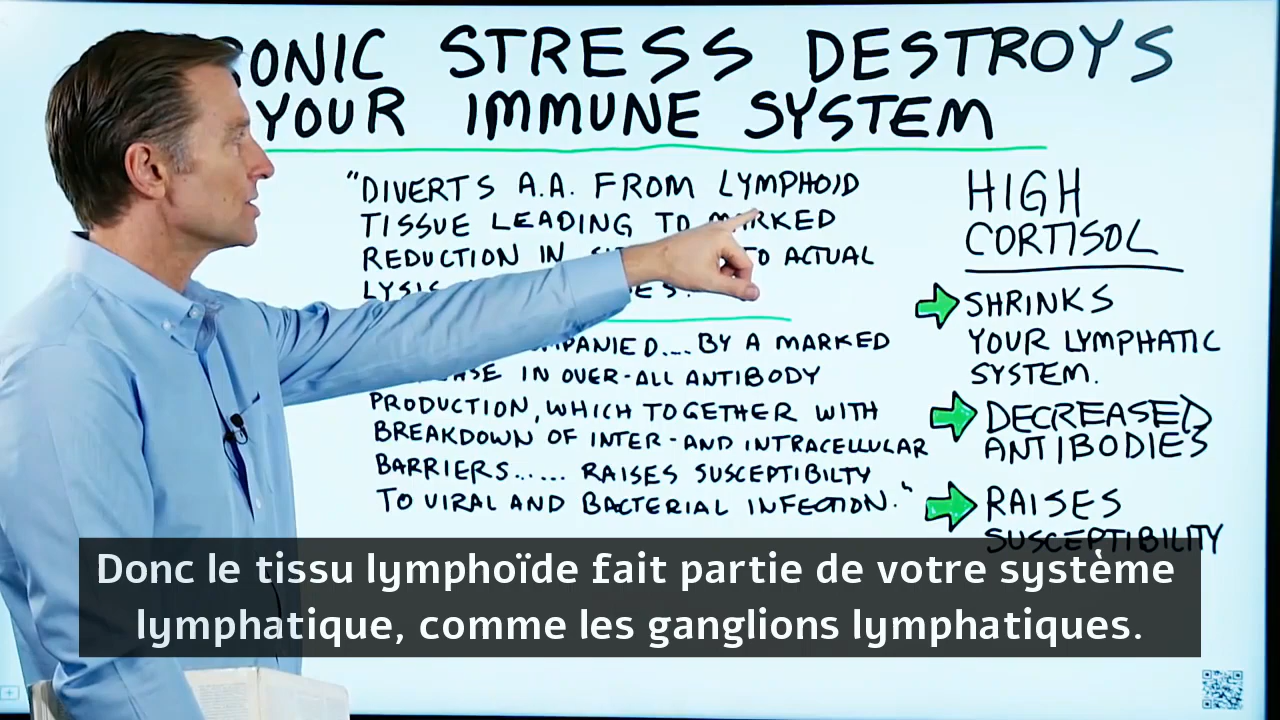 STRESS DESTROYS
YOUR IMMUNE SYSTEM
"DIVERTS A.A. FROM LYMPHOID
TISSUE LEADING TO MARKED
REDUCTION IN TO ACTUAL
BY A MARKED
IN OVER-ALL ANTIBODY
PRODUCTION, WHICH TOGETHER WITH
BREAKDOWN OF INTER- AND INTRACELLULAR
BARRIERS...... RAISES SUSCEPTIBILTY
TO VIRAL AND BACTERIAL INFECTION."
HIGH
CORTISOL
SHRINKS
YOUR LYMPHATIC
SYSTEM.
DECREASED
ANTIBODIES
RAISES
SUSCEPTIBILITY
Donc le tissu lymphoïde fait partie de votre système
lymphatique, comme les ganglions lymphatiques.